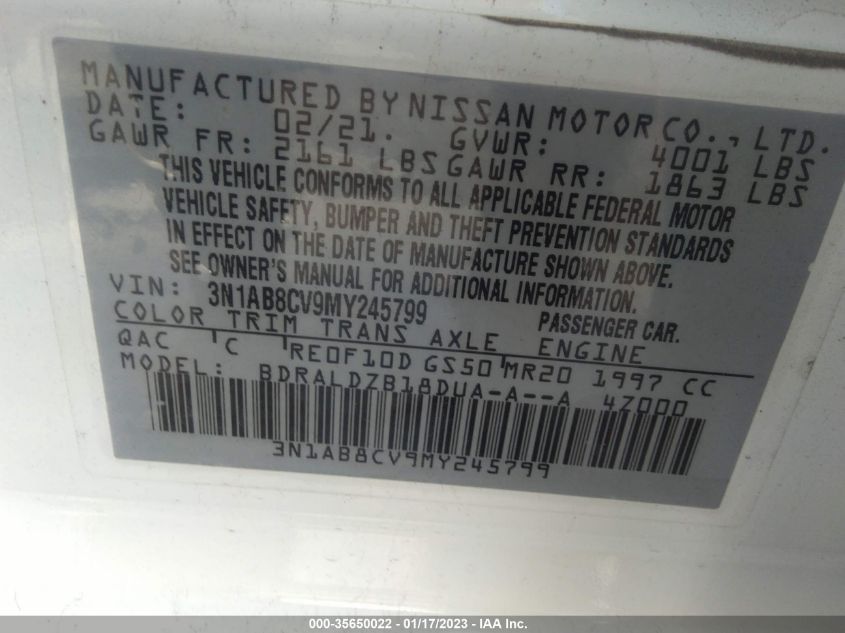 MANUFACTURED BY NISSAN MOTOR CO., LTD.
DATE: 02/21. GVWR: 4001 LBS
GAWR FR: 2161 LBS GAWR RR: 1863 LBS
THIS VEHICLE CONFORMS TO ALL APPLICABLE FEDERAL MOTOR
VEHICLE SAFETY, BUMPER AND THEFT PREVENTION STANDARDS
IN EFFECT ON THE DATE OF MANUFACTURE SHOWN ABOVE.
SEE OWNER'S MANUAL FOR ADDITIONAL INFORMATION.
VIN: 3N1AB8CV9MY245799 PASSENGER CAR.
COLOR TRIM TRANS AXLE ENGINE
QAC C RE0F10D GS50 MR20 1997 CC
MODEL: BDRALDZB18DUA-A--A 4Z000
3N1AB8CV9MY245799
000-35650022 - 01/17/2023 - IAA Inc.